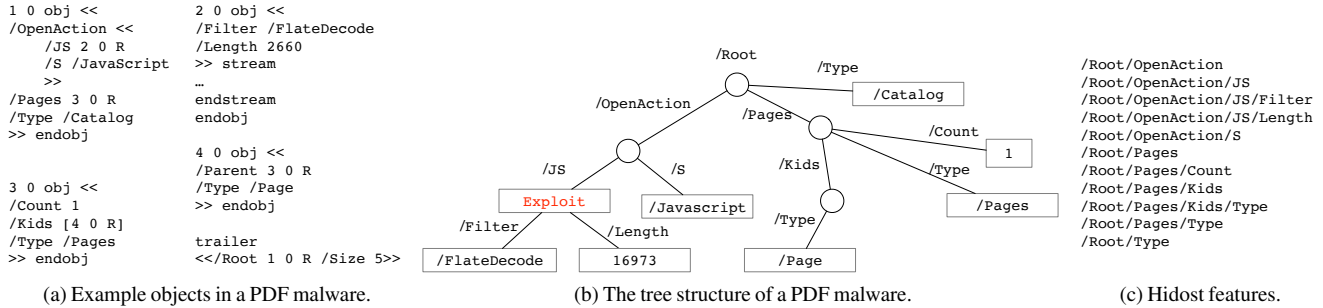 1 0 obj <<
/OpenAction <<
/JS 2 0 R
/S /JavaScript
>>
/Pages 3 0 R
/Type /Catalog
>> endobj
3 0 obj <<
/Count 1
/Kids [4 0 R]
/Type /Pages
>> endobj
2 0 obj <<
/Filter /FlateDecode
/Length 2660
>> stream
…
endstream
endobj
4 0 obj <<
/Parent 3 0 R
/Type /Page
>> endobj
trailer
<</Root 1 0 R /Size 5>>
(a) Example objects in a PDF malware.
/Root
/Type
/Catalog
/OpenAction
/Pages
/Count
1
/JS
/S
/Kids
/Type
/Pages
Exploit
/Javascript
/Type
/Filter
/Length
/FlateDecode
16973
/Page
(b) The tree structure of a PDF malware.
/Root/OpenAction
/Root/OpenAction/JS
/Root/OpenAction/JS/Filter
/Root/OpenAction/JS/Length
/Root/OpenAction/S
/Root/Pages
/Root/Pages/Count
/Root/Pages/Kids
/Root/Pages/Kids/Type
/Root/Pages/Type
/Root/Type
(c) Hidost features.